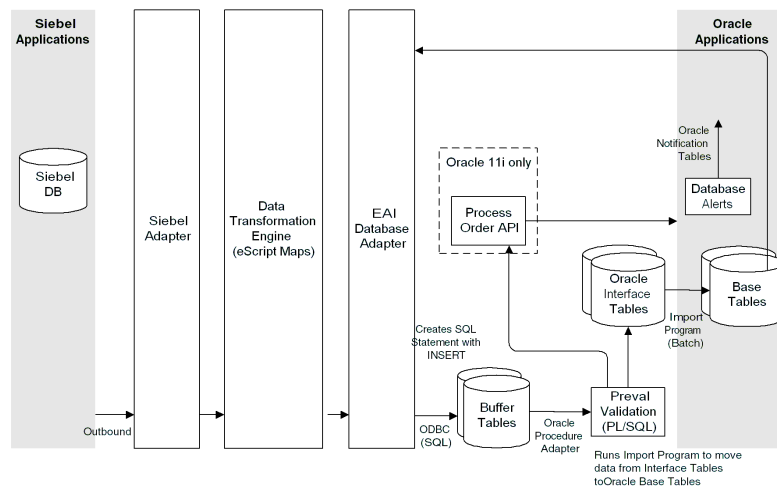 Siebel
Applications
Oracle
Applications
Siebel
DB
Siebel
Adapter
Data
Transformation
Engine
(eScript Maps)
EAI
Database
Adapter
Oracle 11i only
Process
Order API
Oracle
Notification
Tables
Database
Alerts
Oracle
Interface
Tables
Base
Tables
Import
Program
(Batch)
Creates SQL
Statement with
INSERT
Buffer
Tables
Preval
Validation
(PL/SQL)
Outbound
ODBC
(SQL)
Oracle
Procedure
Adapter
Runs Import Program to move
data from Interface Tables
toOracle Base Tables